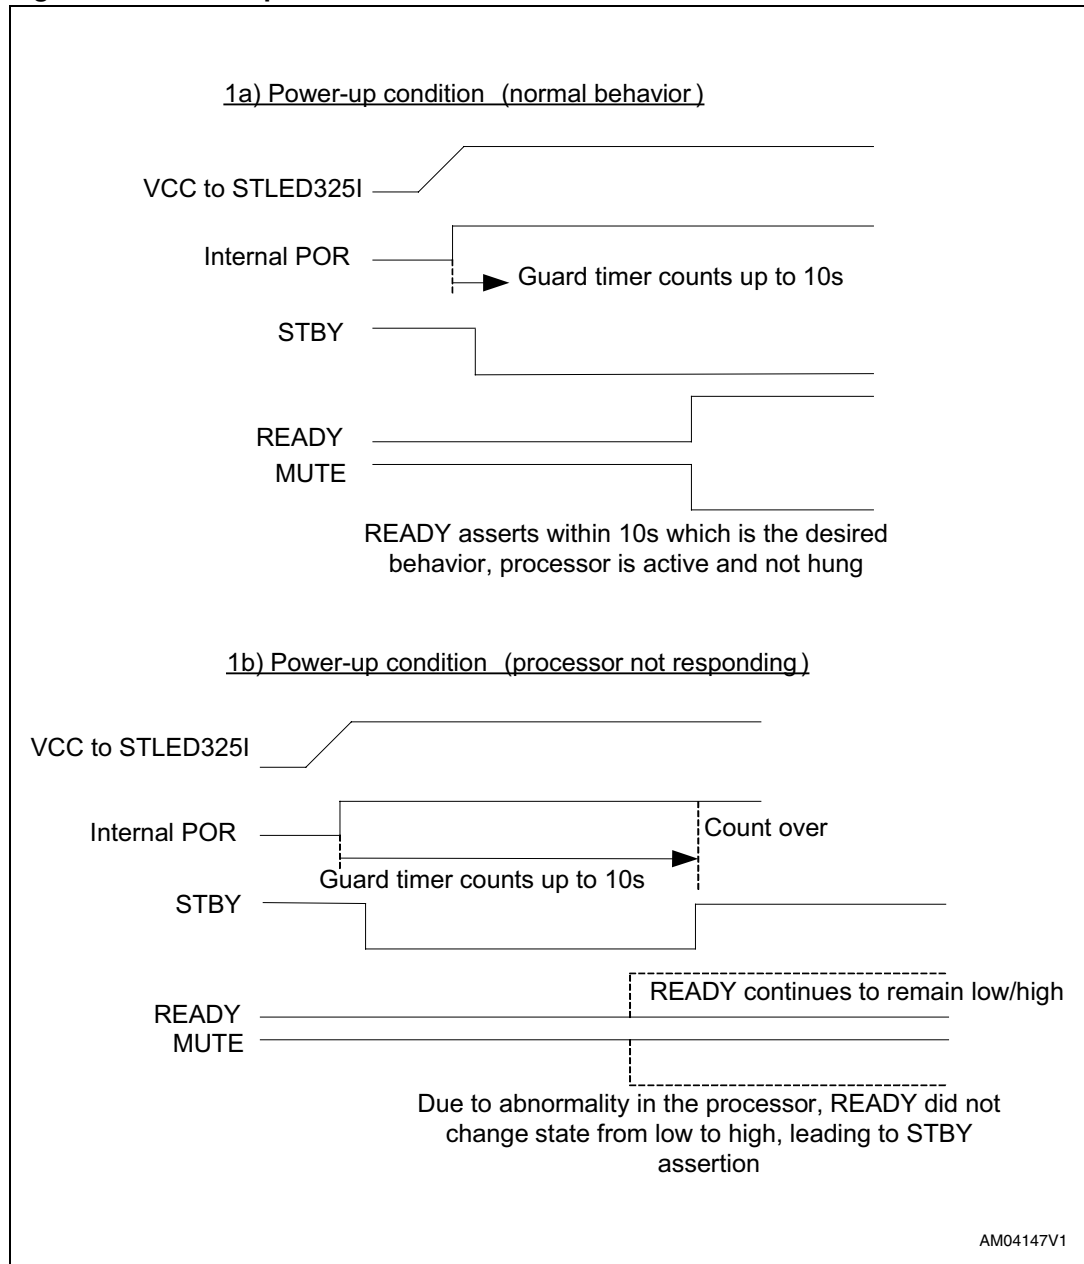 1a) Power-up condition (normal behavior)
VCC to STLED325I
Internal POR
Guard timer counts up to 10s
STBY
READY
MUTE
READY asserts within 10s which is the desired
behavior, processor is active and not hung
1b) Power-up condition (processor not responding)
VCC to STLED325I
Internal POR
Count over
Guard timer counts up to 10s
STBY
READY continues to remain low/high
READY
MUTE
Due to abnormality in the processor, READY did not
change state from low to high, leading to STBY
assertion
AM04147V1